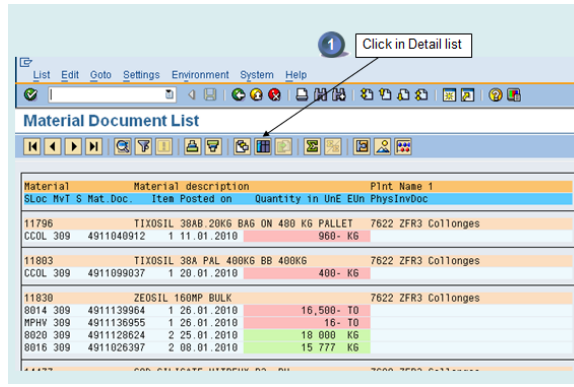 1 Click in Detail list
List Edit Goto Settings Environment System Help
Material Document List
Material Material description Plnt Name 1
SLoc MvT S Mat.Doc. Item Posted on Quantity in UnE EUn PhysInvDoc
11796 TIXOSIL 38AB.20KG BAG ON 480 KG PALLET 7622 ZFR3 Collonges
CCOL 309 4911040912 1 11.01.2010 960- KG
11803 TIXOSIL 38A PAL 400KG BB 400KG 7622 ZFR3 Collonges
CCOL 309 4911099037 1 20.01.2010 400- KG
11830 ZEOSIL 160MP BULK 7622 ZFR3 Collonges
8014 309 4911139964 1 26.01.2010 16,500- TO
MPHV 309 4911136955 1 26.01.2010 16- TO
8020 309 4911128624 2 25.01.2010 18 000 KG
8016 309 4911026397 2 08.01.2010 15 777 KG